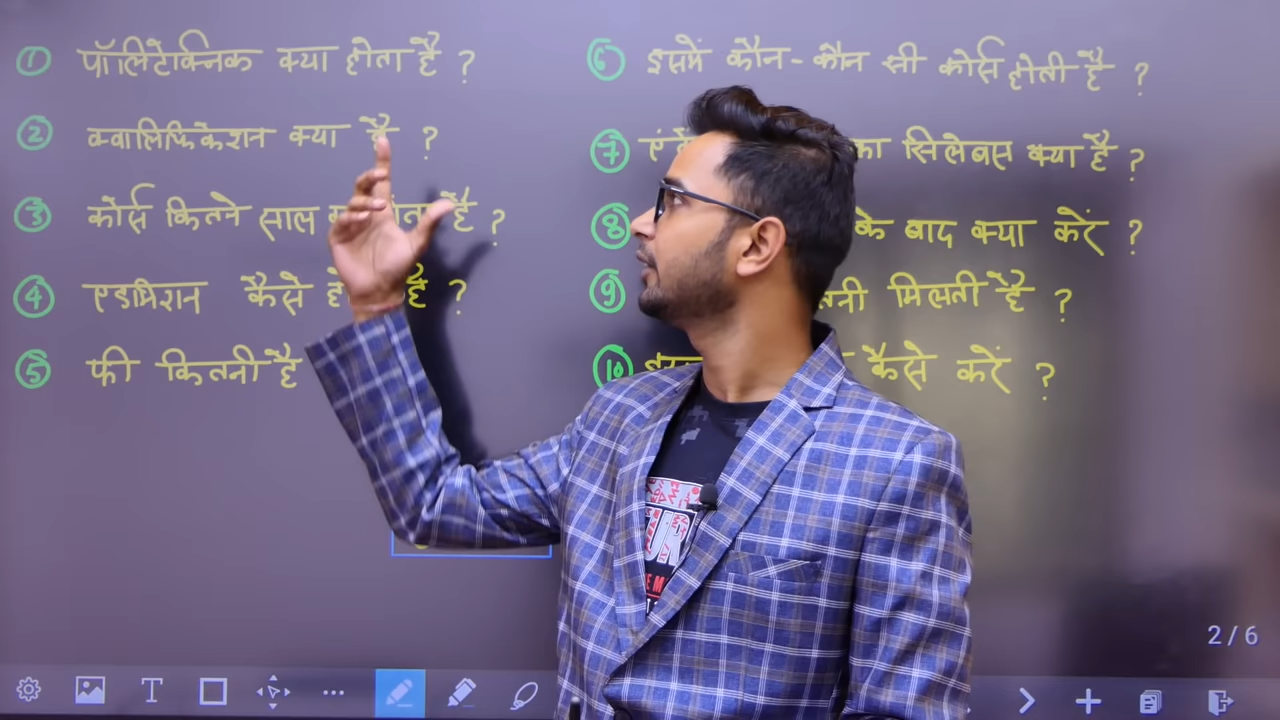 ① पॉलिटेक्निक क्या होता है ?
② क्वालिफिकेशन क्या है ?
③ कोर्स कितने साल है ?
④ एडमिशन कैसे है ?
⑤ फी कितनी है
⑥ इसमें कौन-कौन सी कोर्स होती है ?
⑦ का सिलेबस क्या है ?
⑧ के बाद क्या करें ?
⑨ मिलती है ?
⑩ कैसे करें ?
2/6